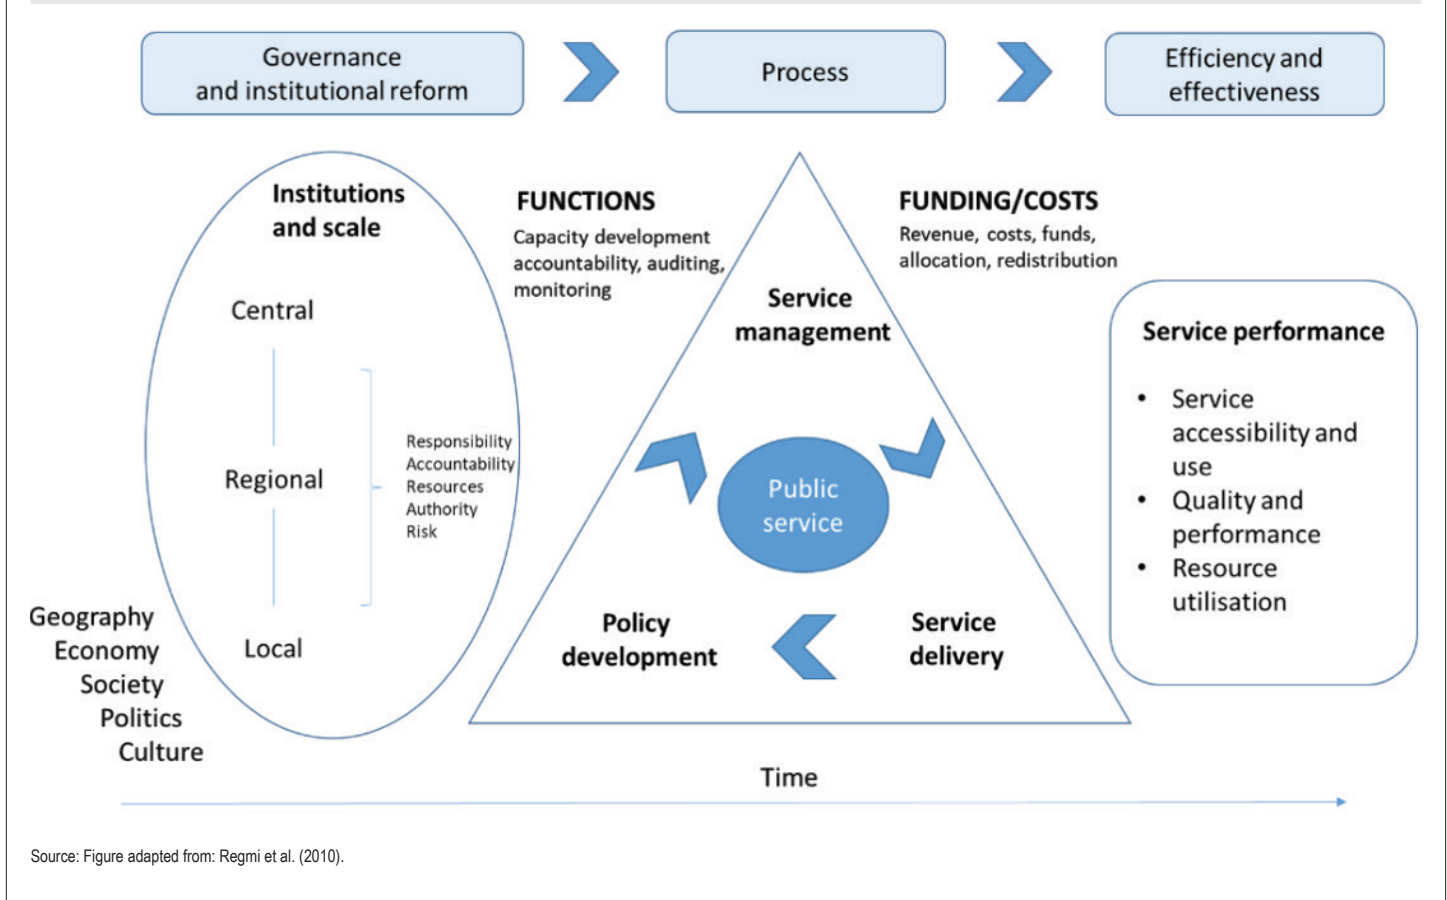 Governance
and institutional reform
Process
Efficiency and
effectiveness
Institutions
and scale
Central
Regional
Local
Responsibility
Accountability
Resources
Authority
Risk
Geography
Economy
Society
Politics
Culture
FUNCTIONS
Capacity development
accountability, auditing,
monitoring
FUNDING/COSTS
Revenue, costs, funds,
allocation, redistribution
Service
management
Public
service
Policy
development
Service
delivery
Service performance
• Service
accessibility and
use
• Quality and
performance
• Resource
utilisation
Time
Source: Figure adapted from: Regmi et al. (2010).